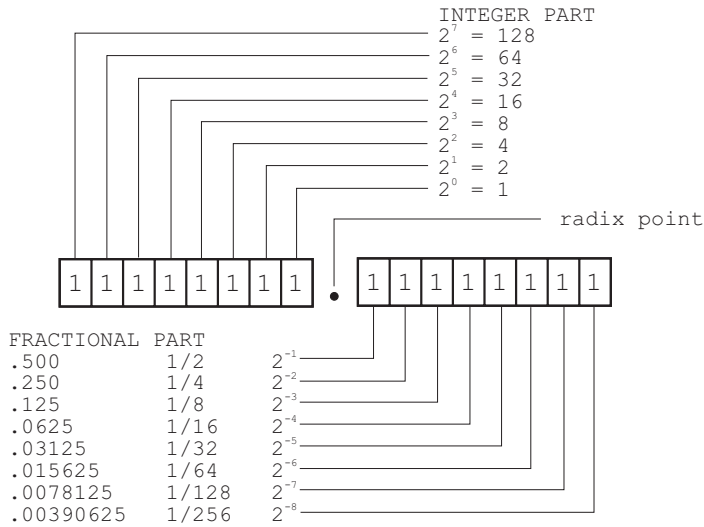 INTEGER PART
2⁷ = 128
2⁶ = 64
2⁵ = 32
2⁴ = 16
2³ = 8
2² = 4
2¹ = 2
2⁰ = 1
radix point
1 1 1 1 1 1 1 1 . 1 1 1 1 1 1 1 1
FRACTIONAL PART
.500 1/2 2⁻¹
.250 1/4 2⁻²
.125 1/8 2⁻³
.0625 1/16 2⁻⁴
.03125 1/32 2⁻⁵
.015625 1/64 2⁻⁶
.0078125 1/128 2⁻⁷
.00390625 1/256 2⁻⁸